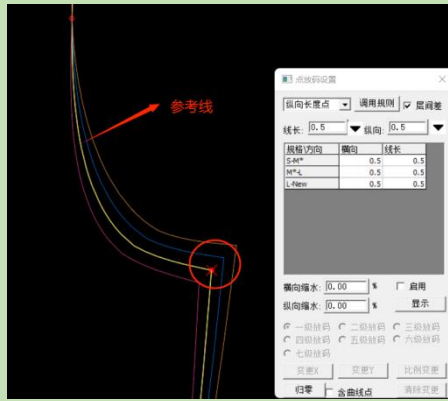 参考线
点放码设置
纵向长度点 调用规则 层间差
线长: 0.5 纵向: 0.5
规格\方向 横向 线长
S-M* 0.5 0.5
M*-L 0.5 0.5
L-New 0.5 0.5
横向缩水: 0.00 % 启用
纵向缩水: 0.00 % 显示
一级放码 二级放码 三级放码
四级放码 五级放码 六级放码
七级放码
变更X 变更Y 比例变更
归零 含曲线点 清除变更